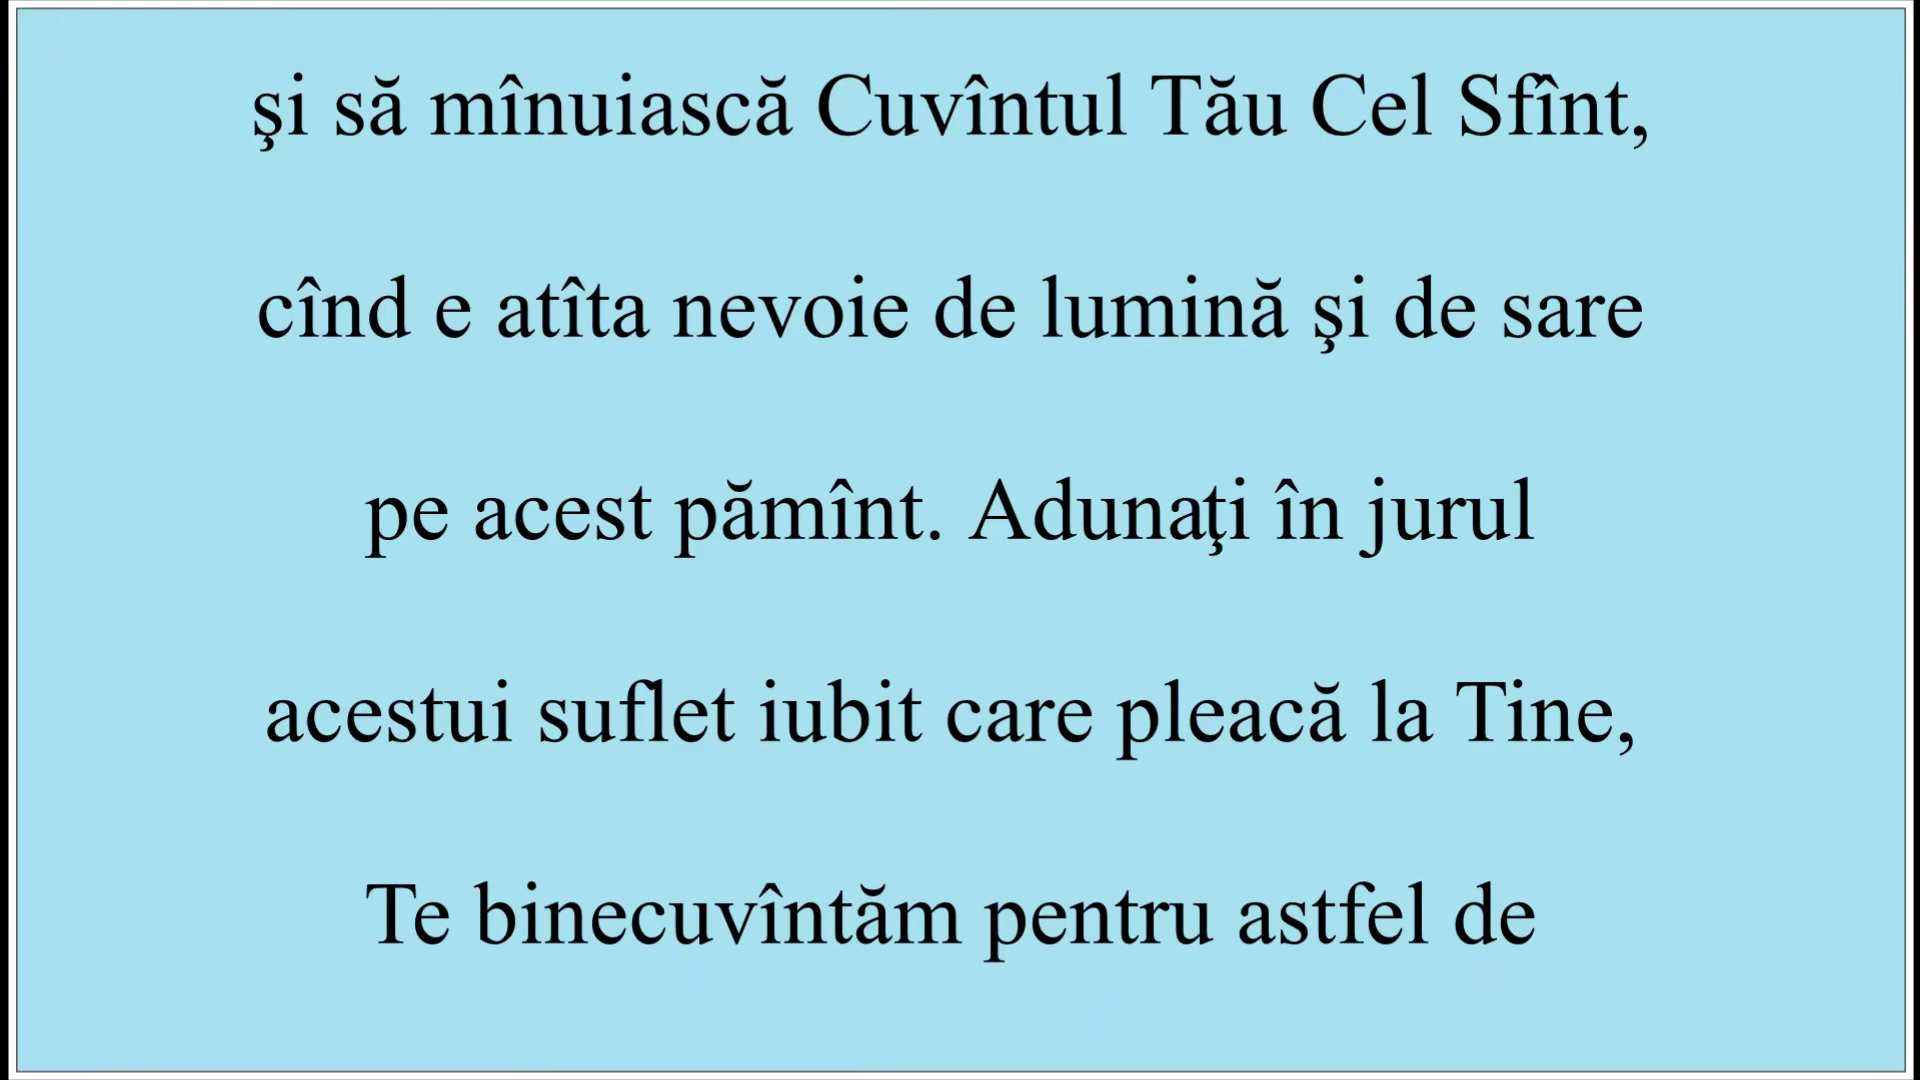 şi să mînuiască Cuvîntul Tău Cel Sfînt,
cînd e atîta nevoie de lumină şi de sare
pe acest pămînt. Adunaţi în jurul
acestui suflet iubit care pleacă la Tine,
Te binecuvîntăm pentru astfel de